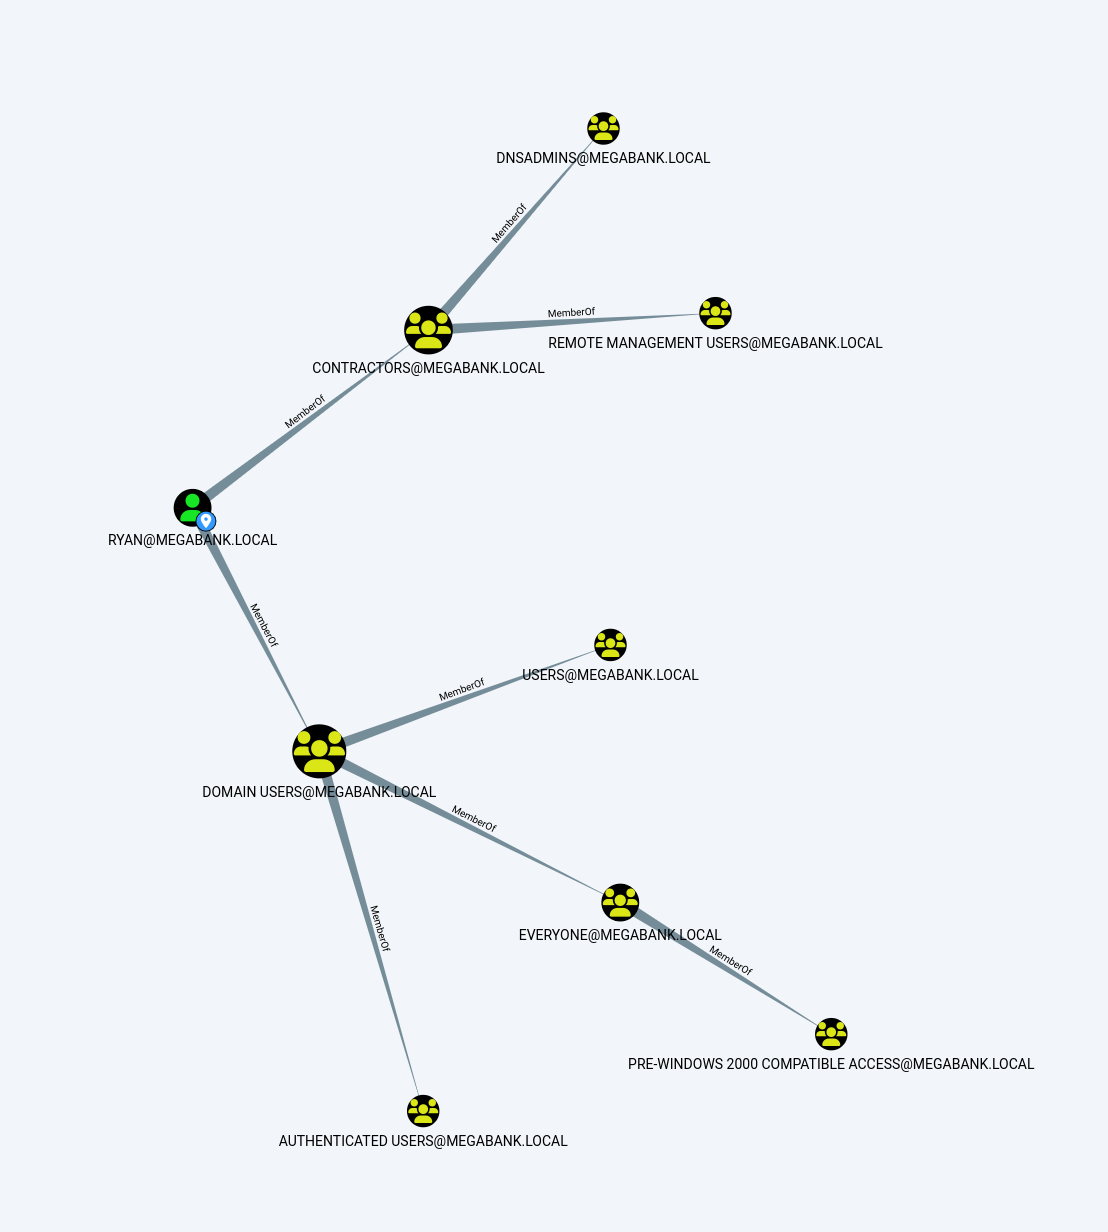 DNSADMINS@MEGABANK.LOCAL
MemberOf
MemberOf
REMOTE MANAGEMENT USERS@MEGABANK.LOCAL
CONTRACTORS@MEGABANK.LOCAL
MemberOf
RYAN@MEGABANK.LOCAL
MemberOf
USERS@MEGABANK.LOCAL
MemberOf
DOMAIN USERS@MEGABANK.LOCAL
MemberOf
MemberOf
EVERYONE@MEGABANK.LOCAL
MemberOf
PRE-WINDOWS 2000 COMPATIBLE ACCESS@MEGABANK.LOCAL
AUTHENTICATED USERS@MEGABANK.LOCAL